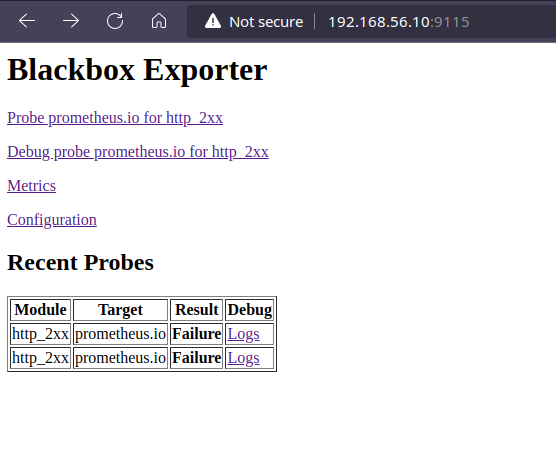 Not secure 192.168.56.10:9115
Blackbox Exporter
Probe prometheus.io for http_2xx
Debug probe prometheus.io for http_2xx
Metrics
Configuration
Recent Probes
Module Target Result Debug
http_2xx prometheus.io Failure Logs
http_2xx prometheus.io Failure Logs